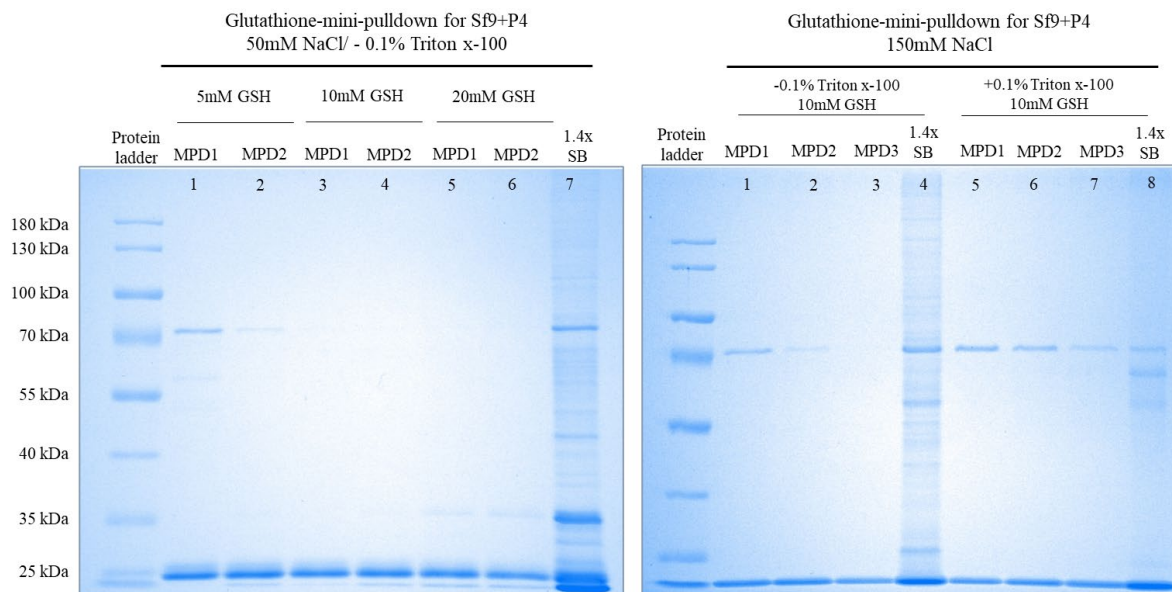 Glutathione-mini-pulldown for Sf9+P4
50mM NaCl/ - 0.1% Triton x-100
5mM GSH 10mM GSH 20mM GSH
Protein ladder MPD1 MPD2 MPD1 MPD2 MPD1 MPD2 1.4x SB
1 2 3 4 5 6 7
180 kDa
130 kDa
100 kDa
70 kDa
55 kDa
40 kDa
35 kDa
25 kDa
Glutathione-mini-pulldown for Sf9+P4
150mM NaCl
-0.1% Triton x-100 +0.1% Triton x-100
10mM GSH 10mM GSH
Protein ladder MPD1 MPD2 MPD3 1.4x SB MPD1 MPD2 MPD3 1.4x SB
1 2 3 4 5 6 7 8